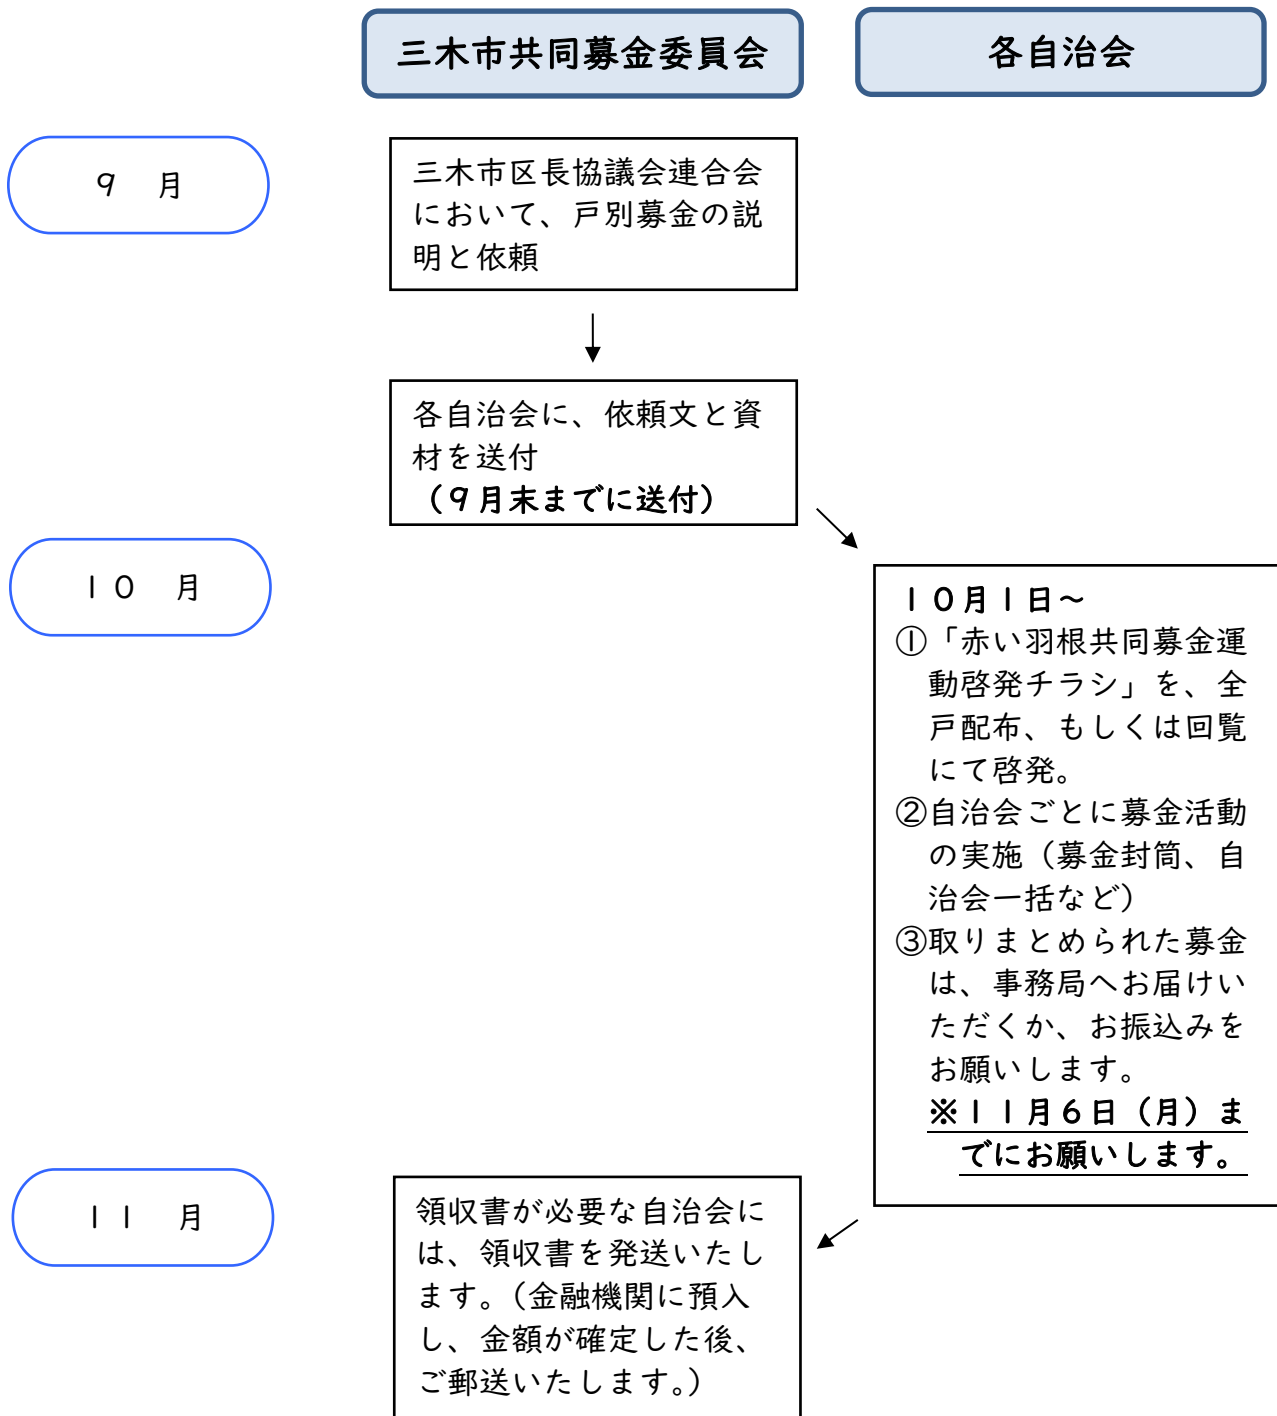 三木市共同募金委員会
各自治会
９　月
三木市区長協議会連合会
において、戸別募金の説
明と依頼
各自治会に、依頼文と資
材を送付
（９月末までに送付）
１０　月
１０月１日～
①「赤い羽根共同募金運
動啓発チラシ」を、全
戸配布、もしくは回覧
にて啓発。
②自治会ごとに募金活動
の実施（募金封筒、自
治会一括など）
③取りまとめられた募金
は、事務局へお届けい
ただくか、お振込みを
お願いします。
※１１月６日（月）ま
でにお願いします。
１１　月
領収書が必要な自治会に
は、領収書を発送いたし
ます。（金融機関に預入
し、金額が確定した後、
ご郵送いたします。）